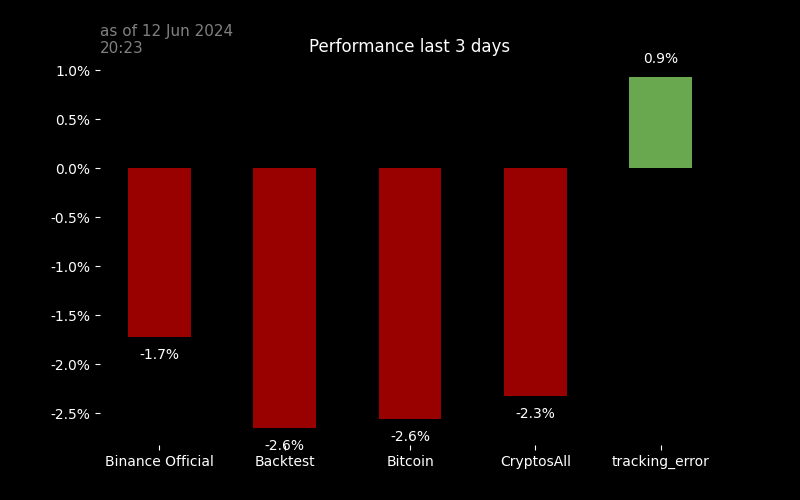 as of 12 Jun 2024
20:23
Performance last 3 days
0.9%
1.0%
0.5%
0.0%
-0.5%
-1.0%
-1.5%
-2.0%
-2.5%
-1.7%
-2.6%
-2.6%
-2.3%
Binance Official
Backtest
Bitcoin
CryptosAll
tracking_error